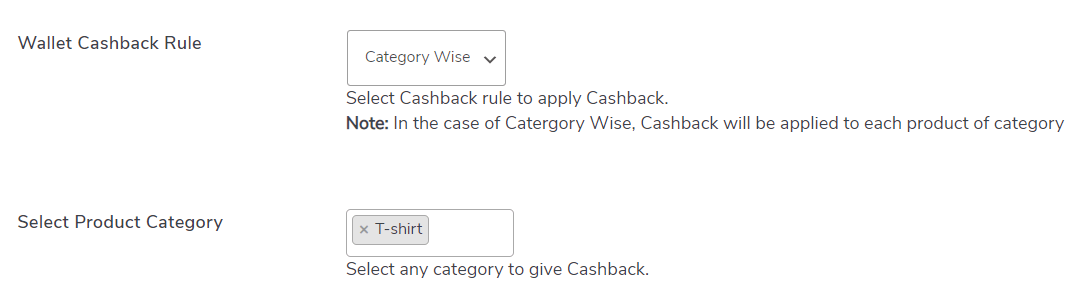 Wallet Cashback Rule
Category Wise
Select Cashback rule to apply Cashback.
Note: In the case of Catergory Wise, Cashback will be applied to each product of category
Select Product Category
× T-shirt
Select any category to give Cashback.